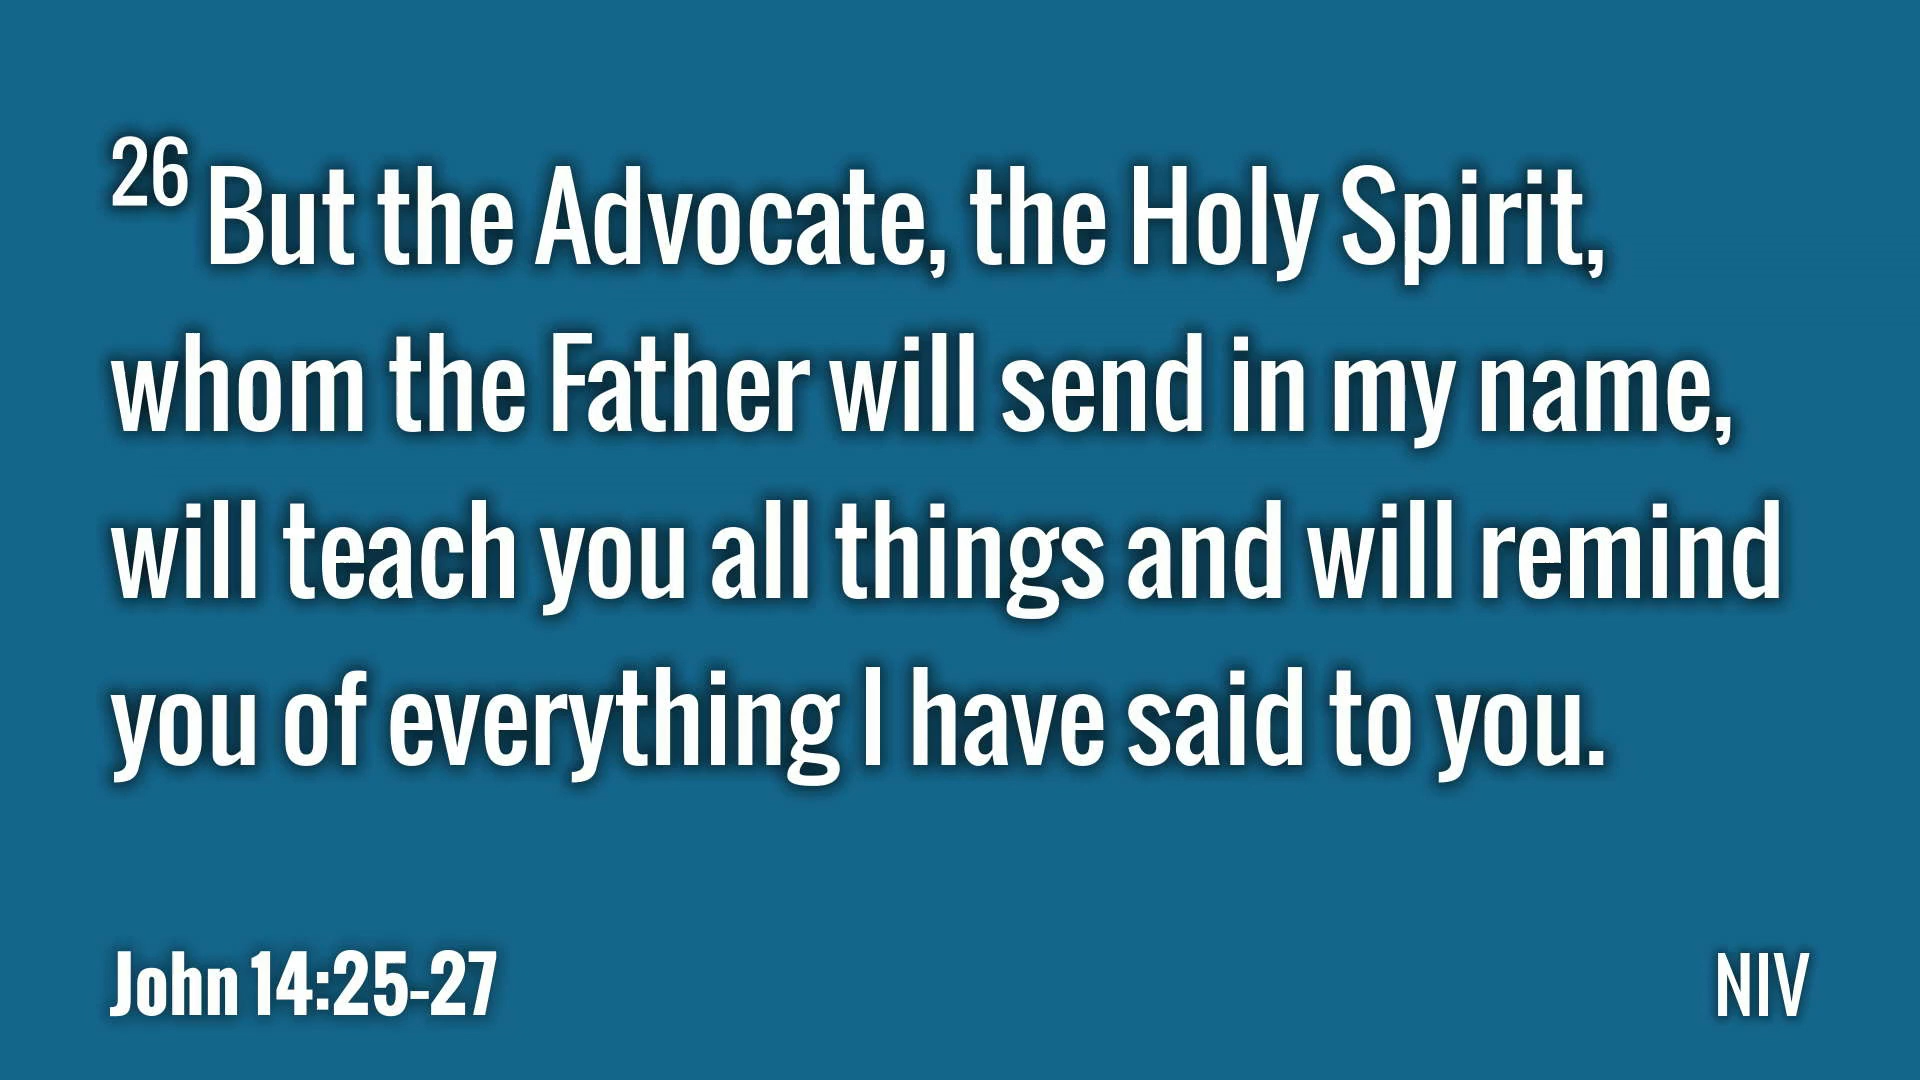 26 But the Advocate, the Holy Spirit,
whom the Father will send in my name,
will teach you all things and will remind
you of everything I have said to you.
John 14:25-27
NIV